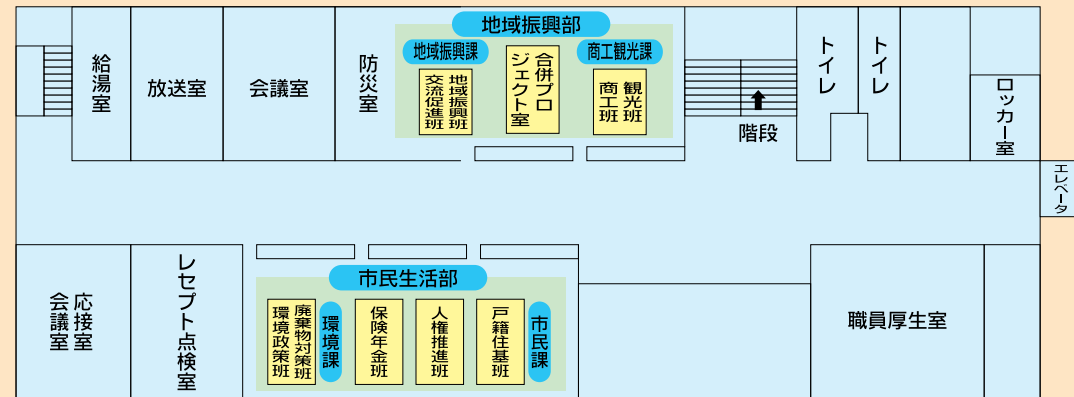 給湯室
放送室
会議室
防災室
地域振興部
地域振興課
地域振興班
交流促進班
合併プロ
ジェクト室
商工観光課
観光班
商工班
階段
トイレ
トイレ
ロッカー室
エレベータ
応接室
会議室
レセプト点検室
市民生活部
環境課
廃棄物対策班
環境政策班
保険年金班
人権推進班
戸籍住基班
市民課
職員厚生室